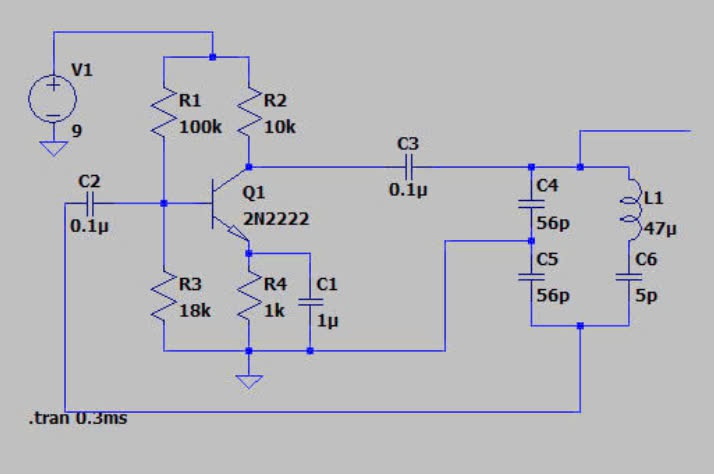 V1
9
R1
100k
R2
10k
C3
0.1µ
C2
0.1µ
Q1
2N2222
C4
56p
L1
47µ
R3
18k
R4
1k
C1
1µ
C5
56p
C6
5p
.tran 0.3ms